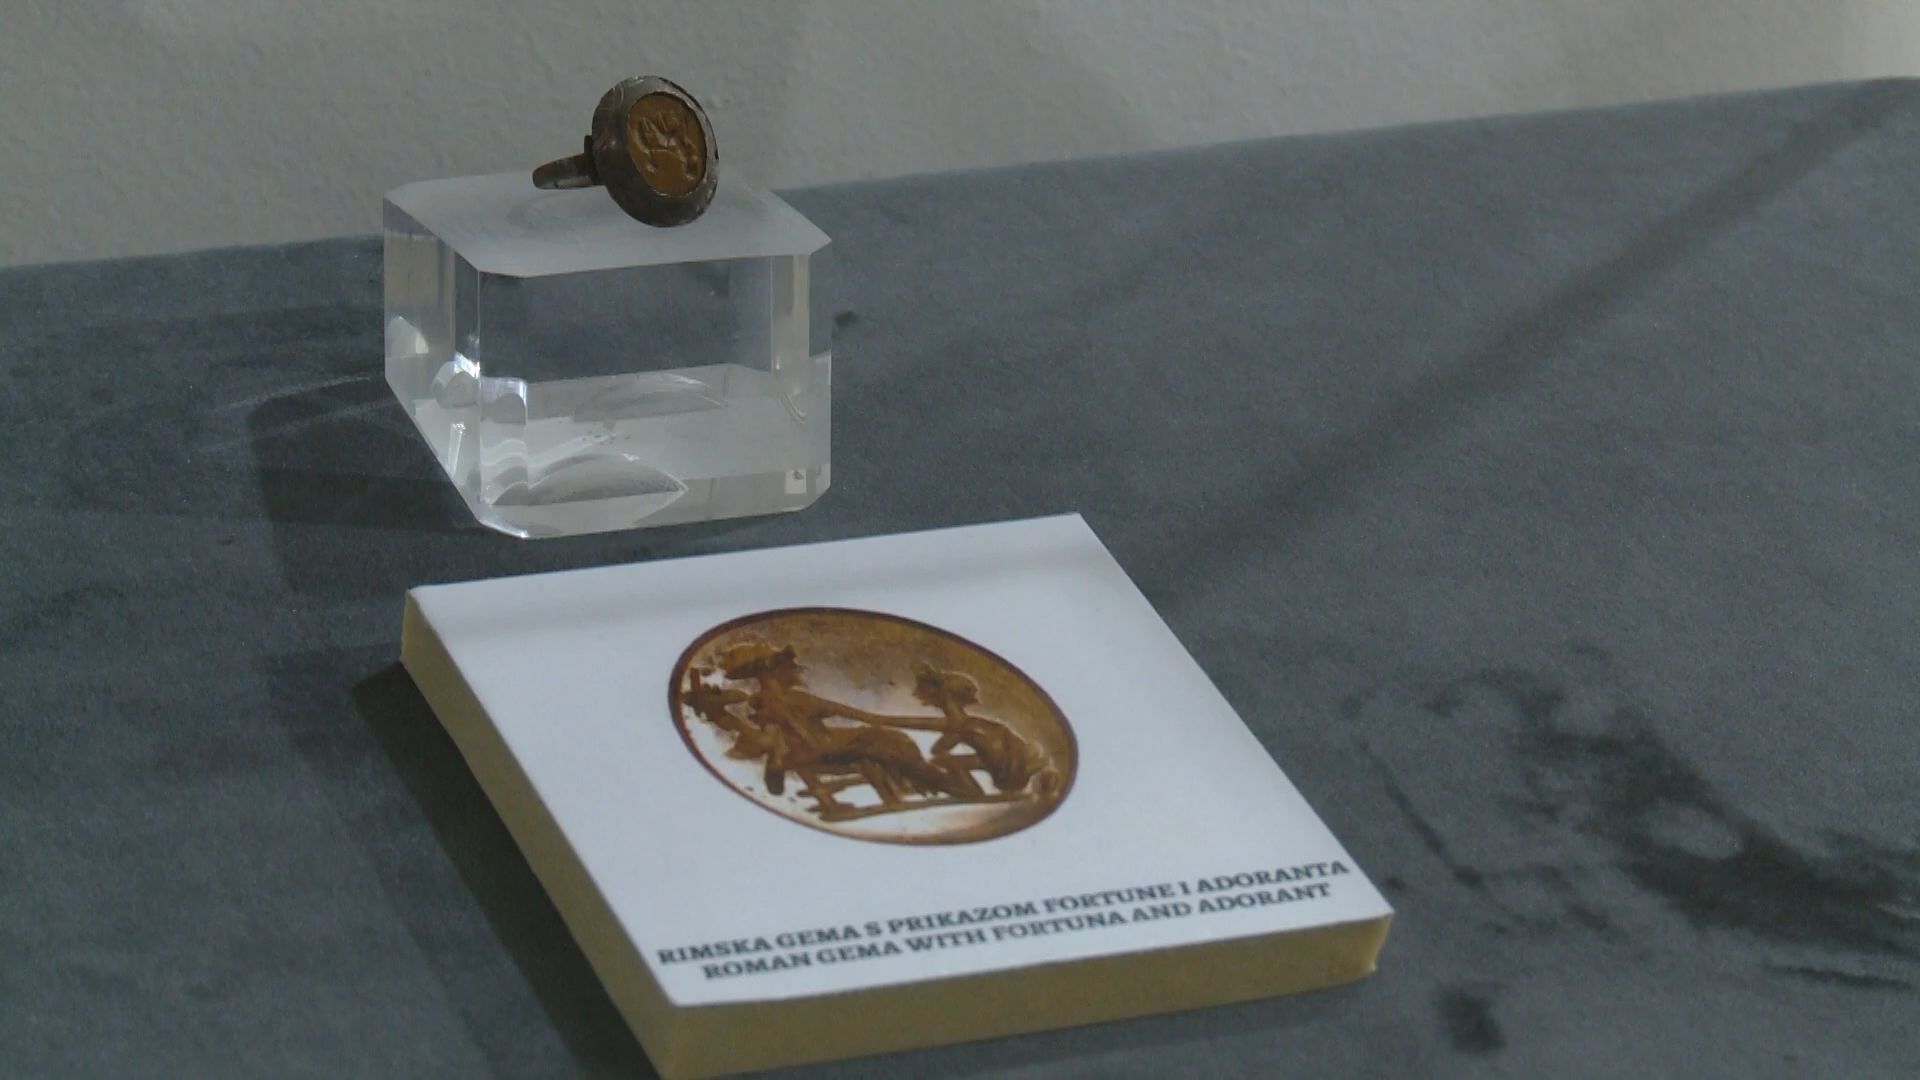 RIMSKA GEMA S PRIKAZOM FORTUNE I ADORANTA
ROMAN GEMA WITH FORTUNA AND ADORANT